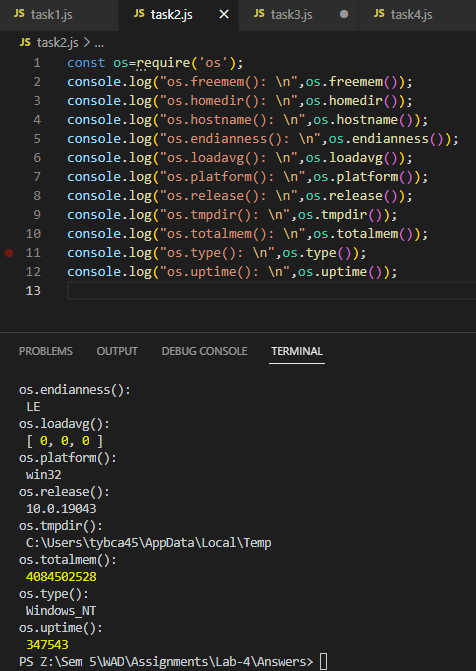 JS task1.js JS task2.js × JS task3.js ● JS task4.js
JS task2.js > ...
1 const os=require('os');
2 console.log("os.freemem(): \n",os.freemem());
3 console.log("os.homedir(): \n",os.homedir());
4 console.log("os.hostname(): \n",os.hostname());
5 console.log("os.endianness(): \n",os.endianness());
6 console.log("os.loadavg(): \n",os.loadavg());
7 console.log("os.platform(): \n",os.platform());
8 console.log("os.release(): \n",os.release());
9 console.log("os.tmpdir(): \n",os.tmpdir());
10 console.log("os.totalmem(): \n",os.totalmem());
11 console.log("os.type(): \n",os.type());
12 console.log("os.uptime(): \n",os.uptime());
13
PROBLEMS OUTPUT DEBUG CONSOLE TERMINAL
os.endianness():
 LE
os.loadavg():
 [ 0, 0, 0 ]
os.platform():
 win32
os.release():
 10.0.19043
os.tmpdir():
 C:\Users\tybca45\AppData\Local\Temp
os.totalmem():
 4084502528
os.type():
 Windows_NT
os.uptime():
 347543
PS Z:\Sem 5\WAD\Assignments\Lab-4\Answers>